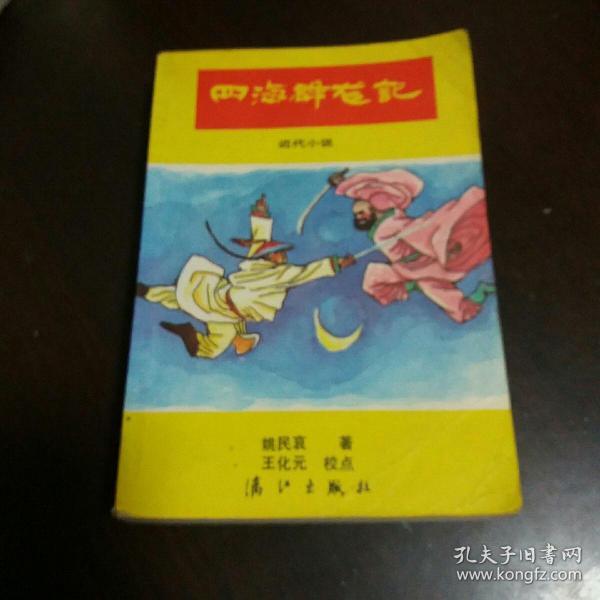 四海群龙記
近代小说
姚民哀 著
王化元 校点
漓江出版社
孔夫子旧书网
www.kongfz.com